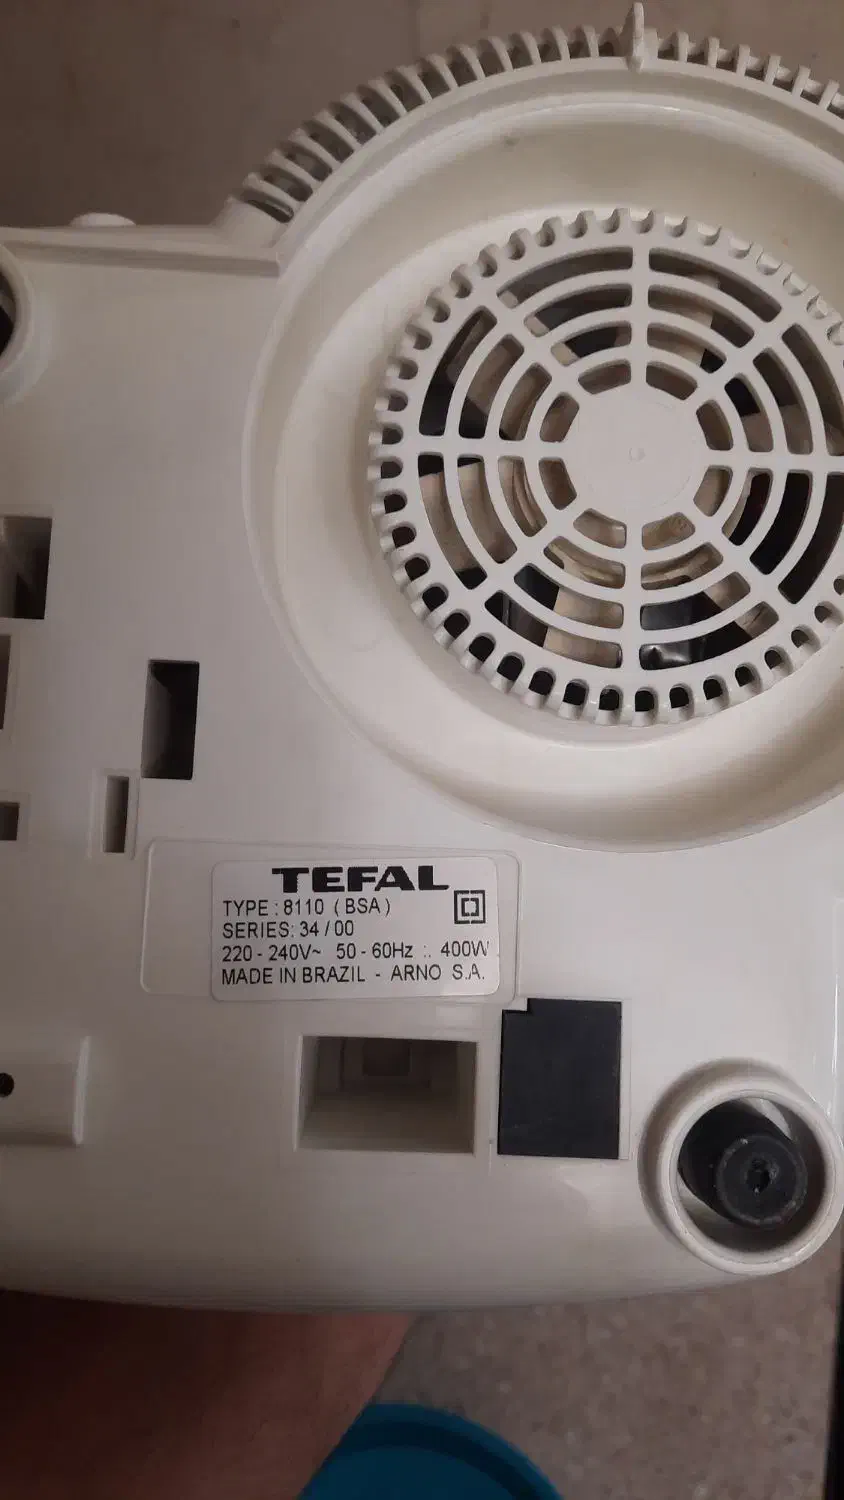 TEFAL
TYPE : 8110 ( BSA )
SERIES: 34 / 00
220 - 240V~ 50 - 60Hz :. 400W
MADE IN BRAZIL - ARNO S.A.